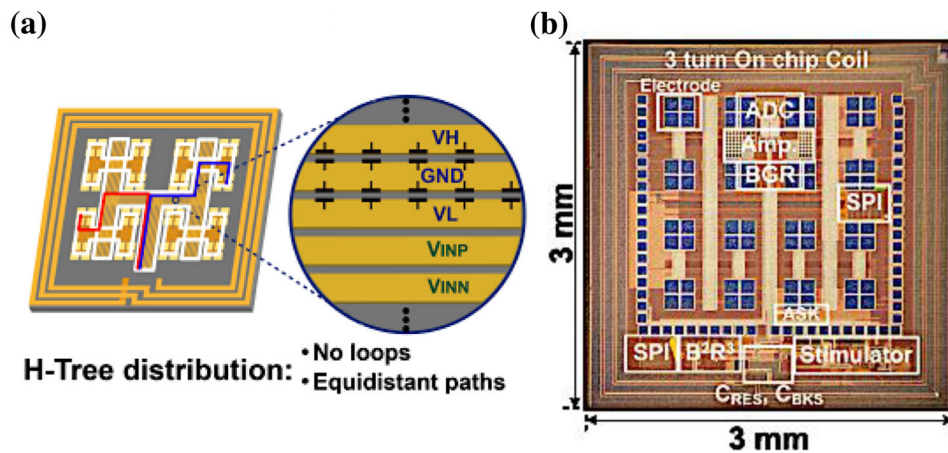 (a)
VH
GND
VL
VINP
VINN
H-Tree distribution:
• No loops
• Equidistant paths
(b)
3 turn On chip Coil
Electrode
ADC
Amp.
BGR
SPI
ASK
SPI
B²R³
Stimulator
CRES, CBKS
3 mm
3 mm